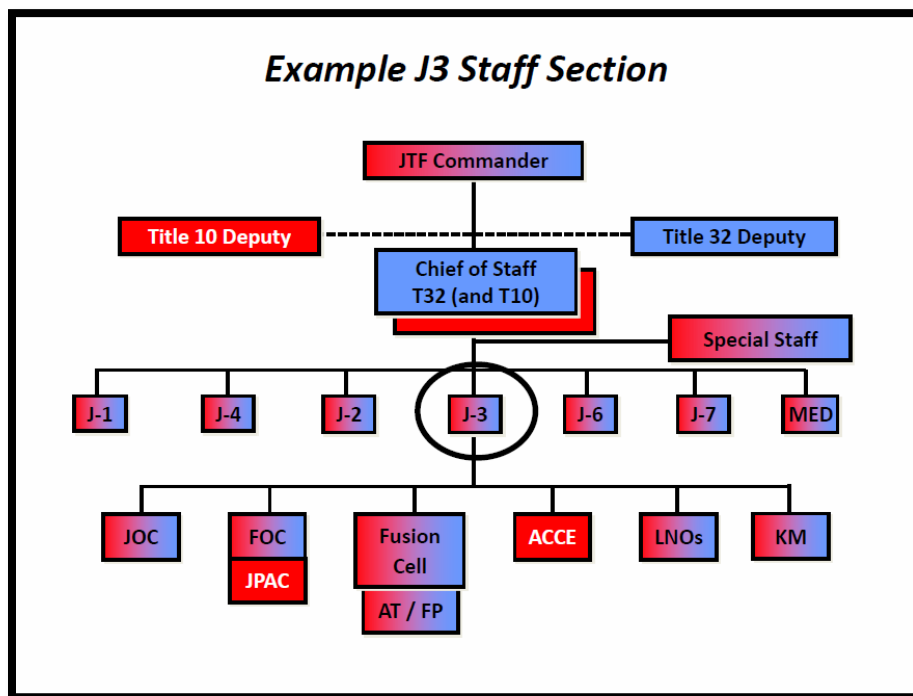 Example J3 Staff Section
JTF Commander
Title 10 Deputy
Title 32 Deputy
Chief of Staff
T32 (and T10)
Special Staff
J-1
J-4
J-2
J-3
J-6
J-7
MED
JOC
FOC
Fusion
Cell
ACCE
LNOs
KM
JPAC
AT / FP